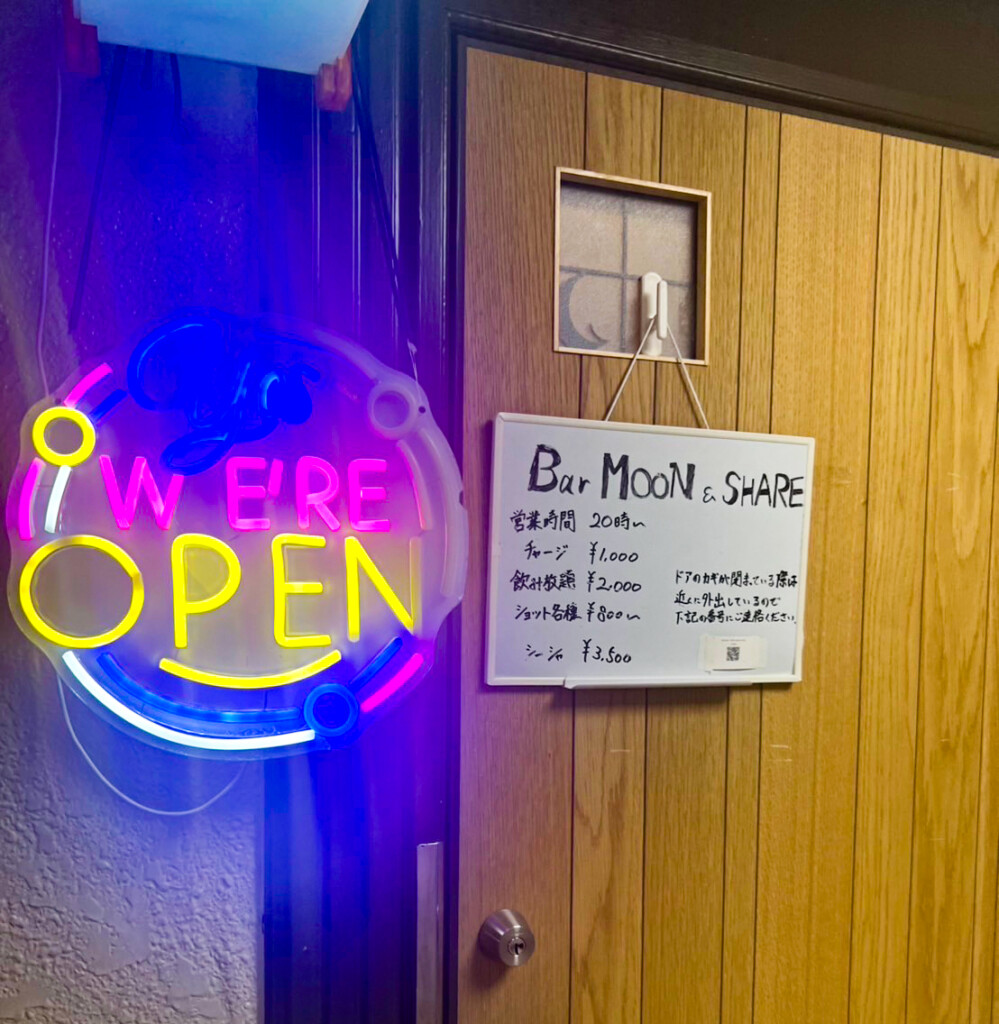 Yes
WE'RE
OPEN
Bar MOON & SHARE
営業時間 20時〜
チャージ ¥1,000
飲み放題 ¥2,000
ショット各種 ¥800〜
シーシャ ¥3,500
ドアのカギが閉まっている際は
近くに外出しているので
下記の番号にご連絡ください